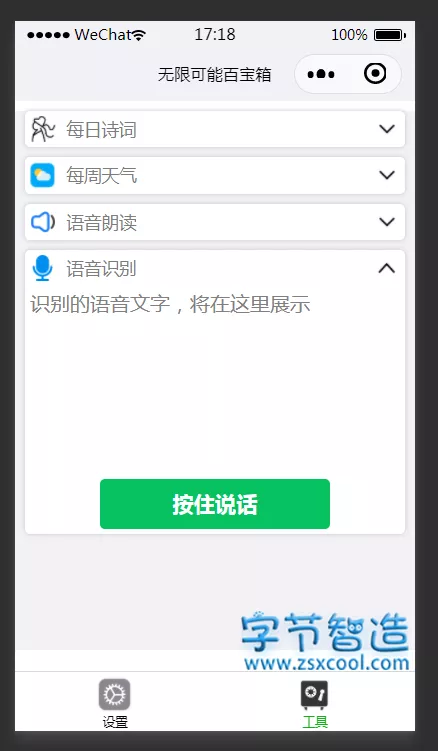 ●●●●● WeChat 17:18 100%
无限可能百宝箱
每日诗词
每周天气
语音朗读
语音识别
识别的语音文字，将在这里展示
按住说话
字节智造
www.zsxcool.com
设置 工具